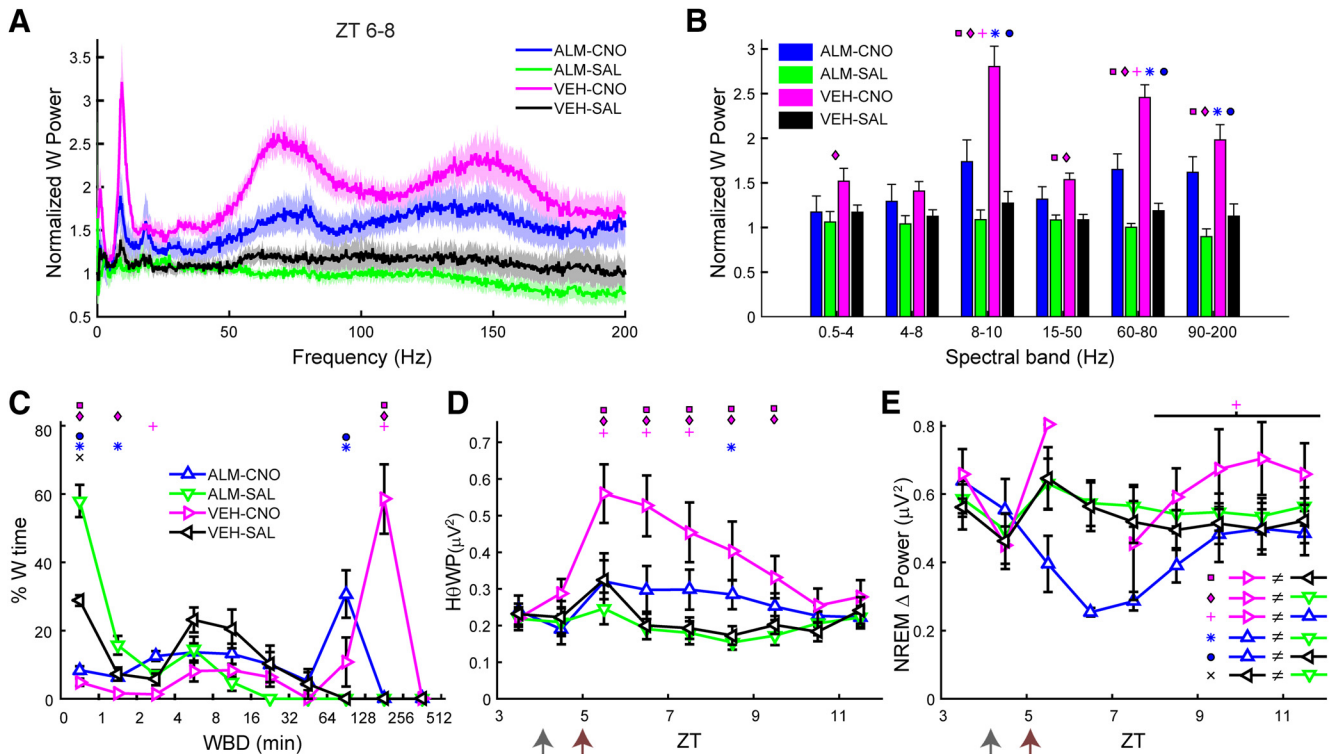 A
ZT 6-8
Normalized W Power
3.5
3
2.5
2
1.5
1
0.5
0
50
100
150
200
Frequency (Hz)
ALM-CNO
ALM-SAL
VEH-CNO
VEH-SAL
B
Normalized W Power
3
2.5
2
1.5
1
0.5
0
ALM-CNO
ALM-SAL
VEH-CNO
VEH-SAL
0.5-4
4-8
8-10
15-50
60-80
90-200
Spectral band (Hz)
C
% W time
80
60
40
20
0
0
1
2
4
8
16
32
64
128
256
512
WBD (min)
ALM-CNO
ALM-SAL
VEH-CNO
VEH-SAL
D
HθWP(μV²)
0.7
0.6
0.5
0.4
0.3
0.2
0.1
3
5
7
9
11
ZT
E
NREM Δ Power (μV²)
0.8
0.6
0.4
0.2
0
3
5
7
9
11
ZT
≠
≠
≠
≠
≠
≠